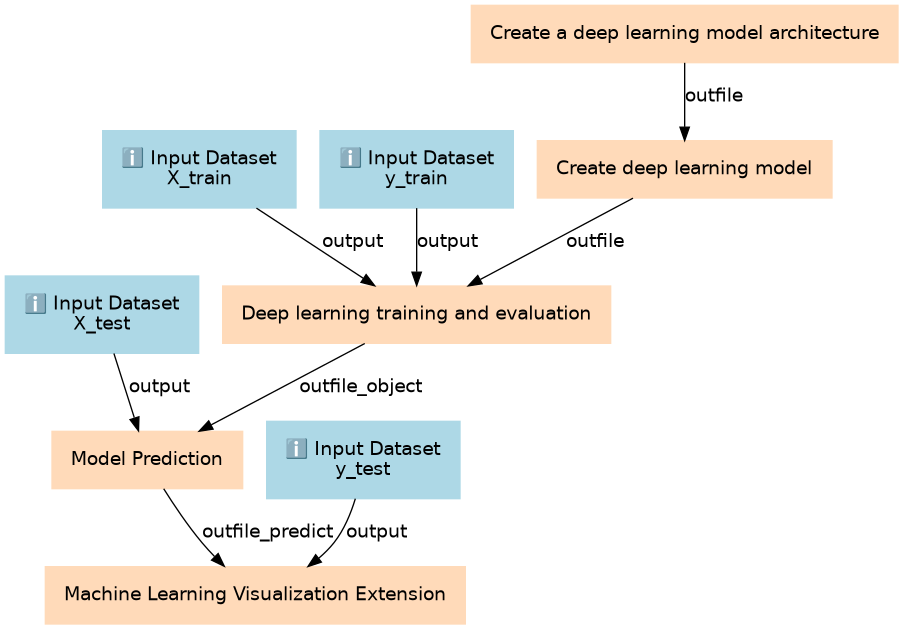 Create a deep learning model architecture
outfile
ℹ️ Input Dataset
X_train
ℹ️ Input Dataset
y_train
Create deep learning model
output
output
outfile
ℹ️ Input Dataset
X_test
Deep learning training and evaluation
output
outfile_object
Model Prediction
ℹ️ Input Dataset
y_test
outfile_predict
output
Machine Learning Visualization Extension